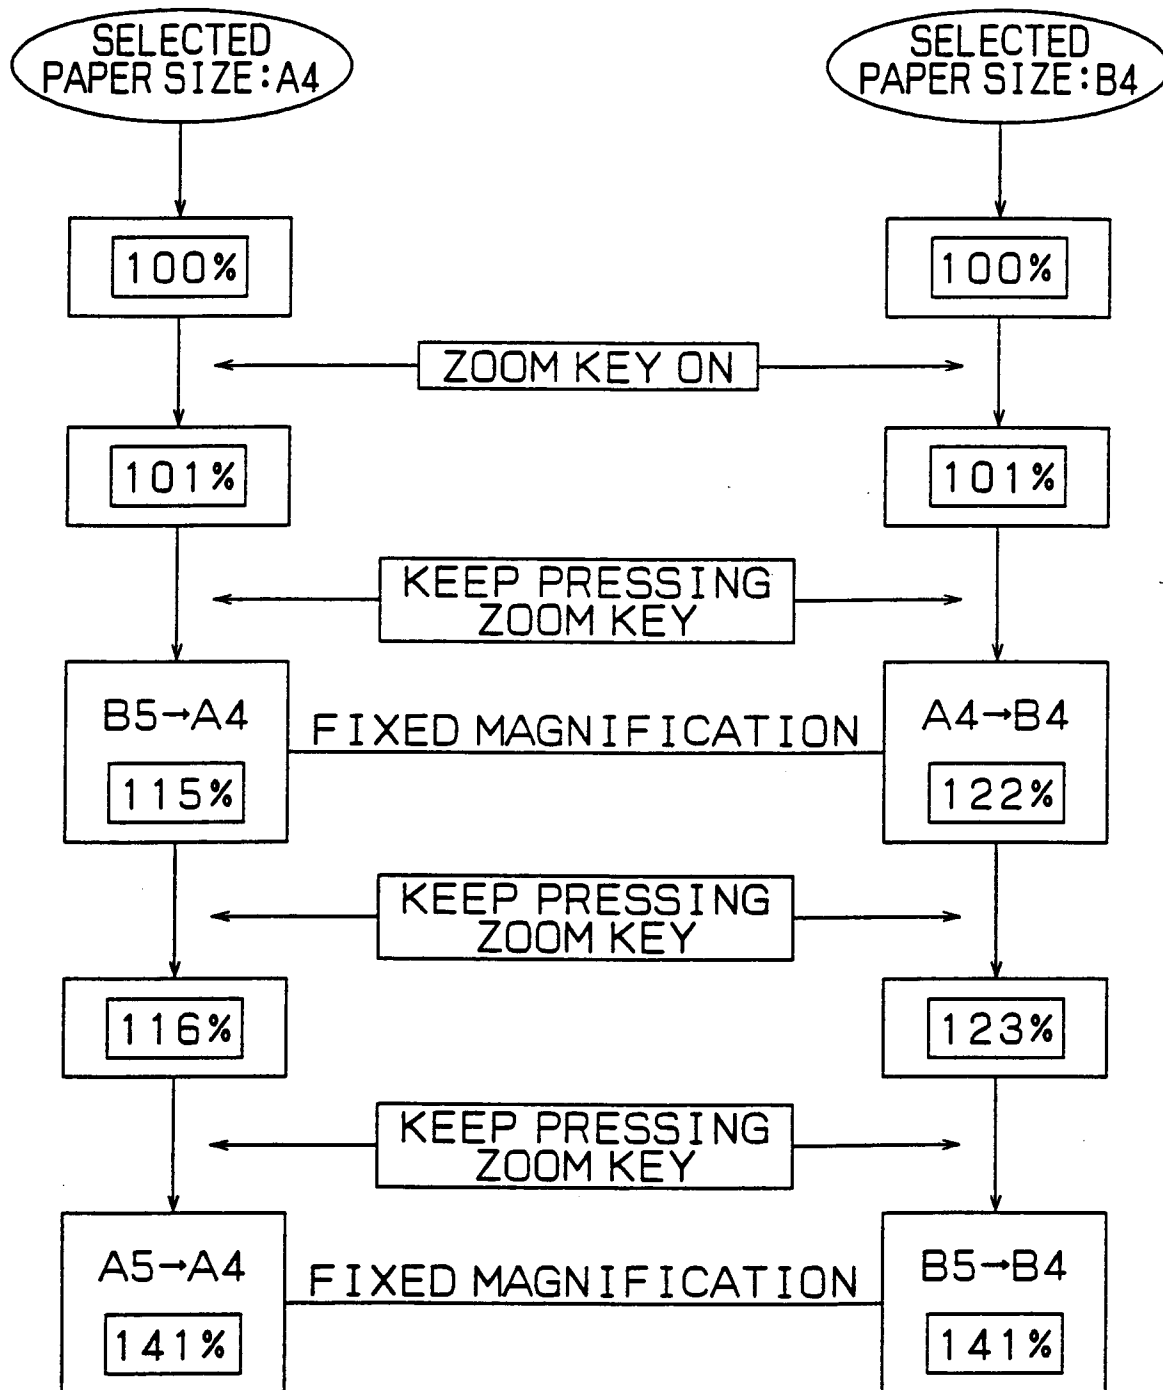 SELECTED
PAPER SIZE:A4
SELECTED
PAPER SIZE:B4
100%
100%
ZOOM KEY ON
101%
101%
KEEP PRESSING
ZOOM KEY
B5→A4
115%
FIXED MAGNIFICATION
A4→B4
122%
KEEP PRESSING
ZOOM KEY
116%
123%
KEEP PRESSING
ZOOM KEY
A5→A4
141%
FIXED MAGNIFICATION
B5→B4
141%